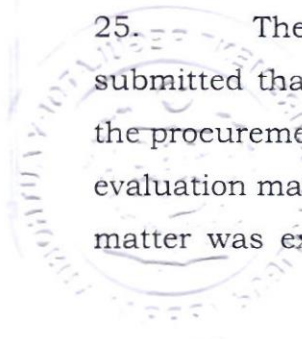 25. The
submitted tha
the procureme
evaluation ma
matter was ex